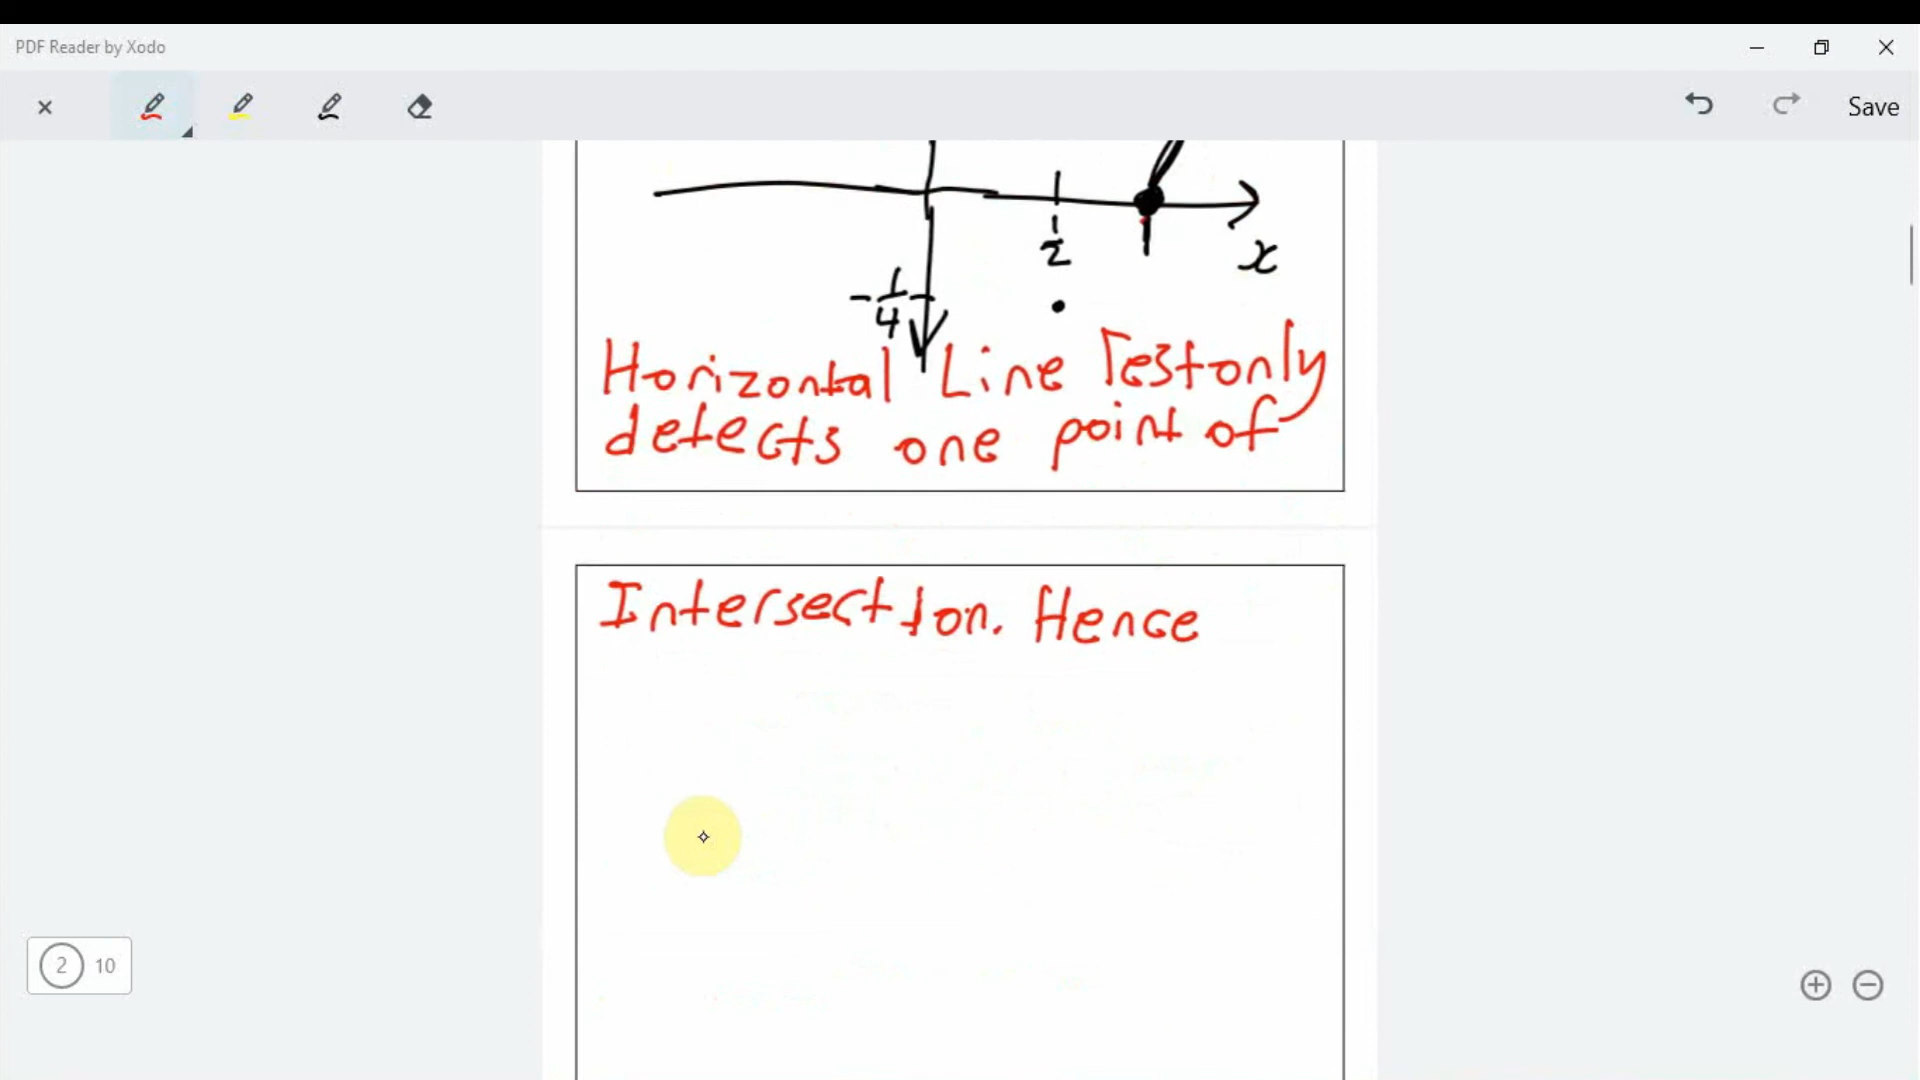 PDF Reader by Xodo
Save
1/2
x
-1/4
Horizontal Line Test only
detects one point of
Intersection. Hence
2 10